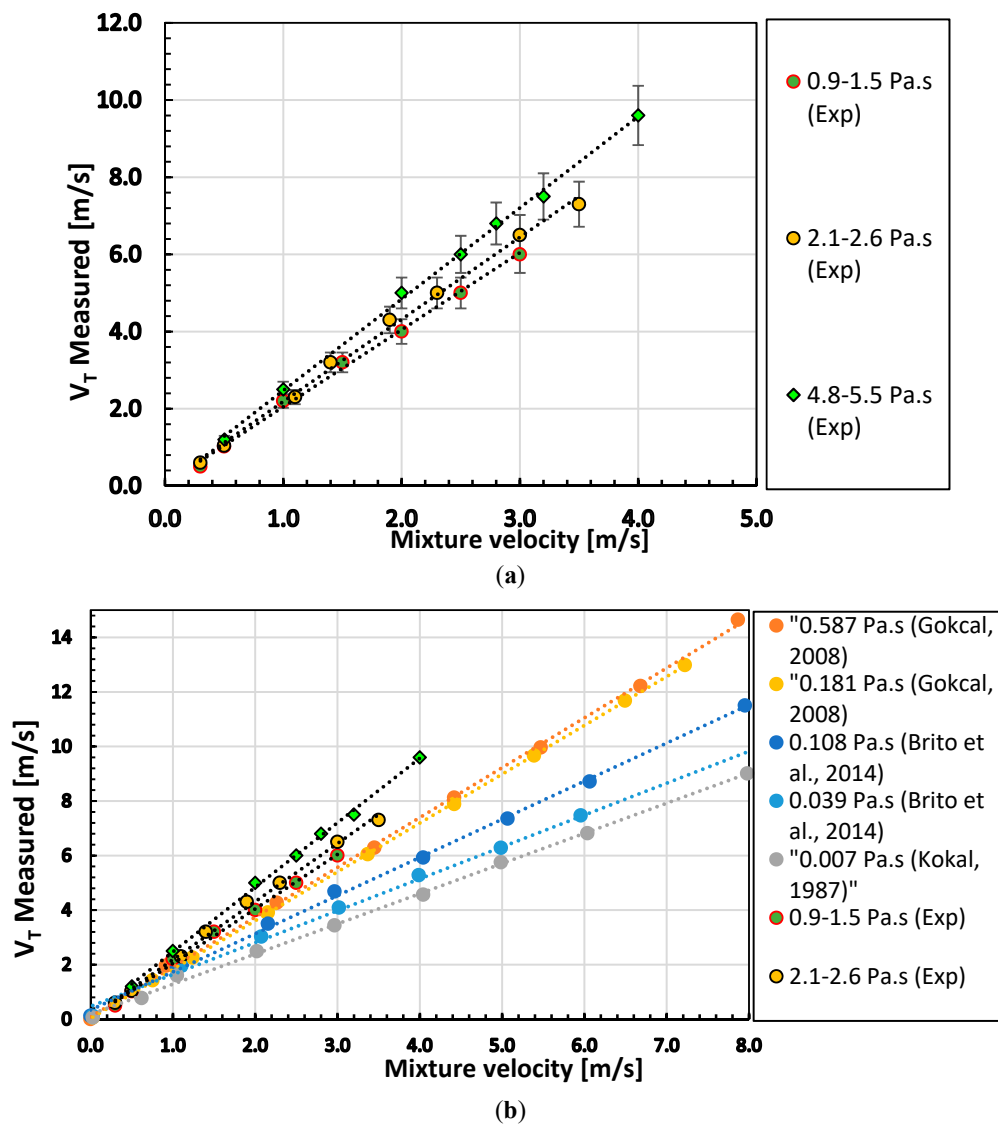 12.0
10.0
8.0
6.0
4.0
2.0
0.0
V_T Measured [m/s]
0.0 1.0 2.0 3.0 4.0 5.0
Mixture velocity [m/s]
0.9-1.5 Pa.s
(Exp)
2.1-2.6 Pa.s
(Exp)
4.8-5.5 Pa.s
(Exp)
(a)
14
12
10
8
6
4
2
0
V_T Measured [m/s]
0.0 1.0 2.0 3.0 4.0 5.0 6.0 7.0 8.0
Mixture velocity [m/s]
"0.587 Pa.s (Gokcal,
2008)
"0.181 Pa.s (Gokcal,
2008)
0.108 Pa.s (Brito et
al., 2014)
0.039 Pa.s (Brito et
al., 2014)
"0.007 Pa.s (Kokal,
1987)"
0.9-1.5 Pa.s (Exp)
2.1-2.6 Pa.s (Exp)
(b)